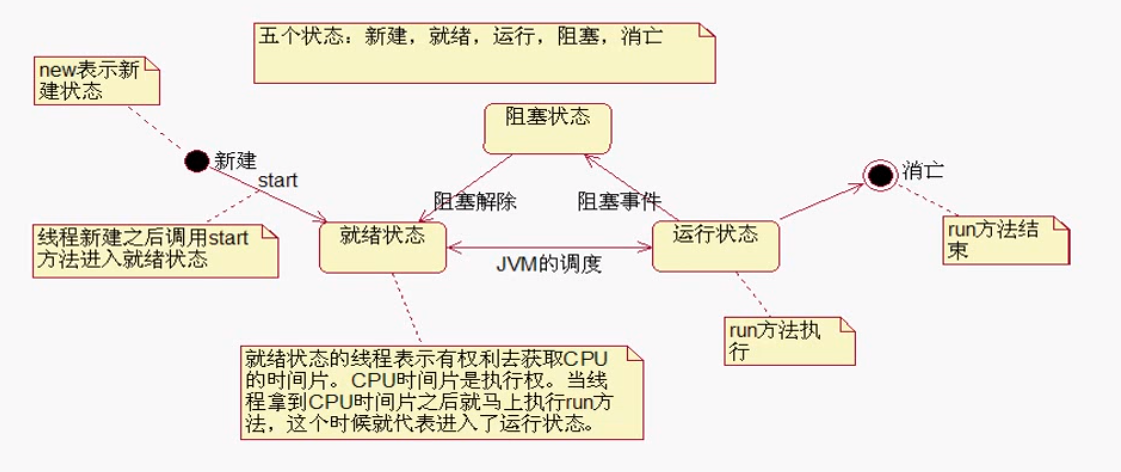 五个状态：新建，就绪，运行，阻塞，消亡
new表示新
建状态
阻塞状态
新建
消亡
start
阻塞解除
阻塞事件
线程新建之后调用start
方法进入就绪状态
就绪状态
运行状态
run方法结
束
JVM的调度
run方法执
行
就绪状态的线程表示有权利去获取CPU
的时间片。CPU时间片是执行权。当线
程拿到CPU时间片之后就马上执行run方
法，这个时候就代表进入了运行状态。